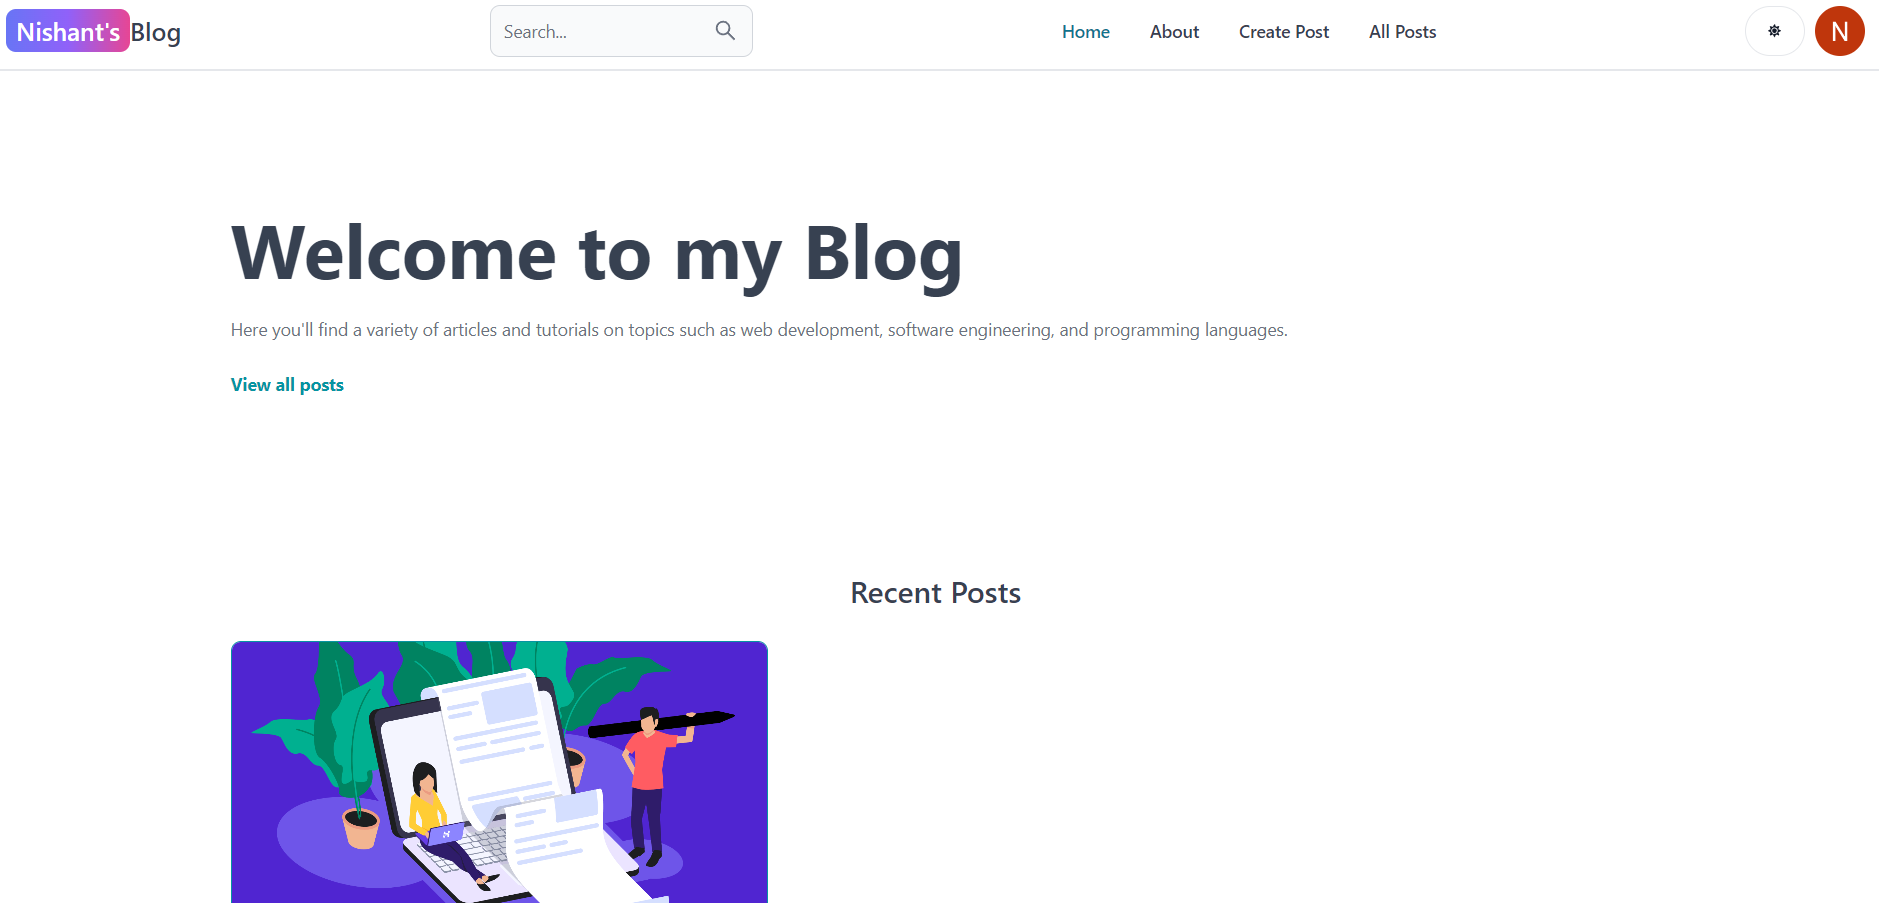 Nishant's Blog Search... Home About Create Post All Posts N
Welcome to my Blog
Here you'll find a variety of articles and tutorials on topics such as web development, software engineering, and programming languages.
View all posts
Recent Posts